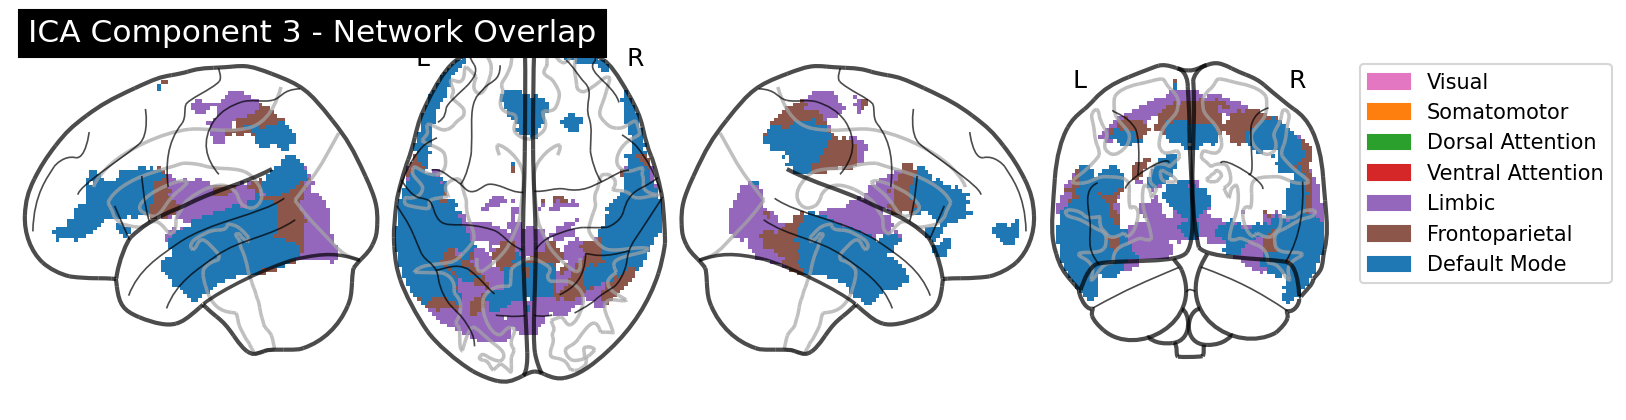 ICA Component 3 - Network Overlap
L
R
L
R
Visual
Somatomotor
Dorsal Attention
Ventral Attention
Limbic
Frontoparietal
Default Mode